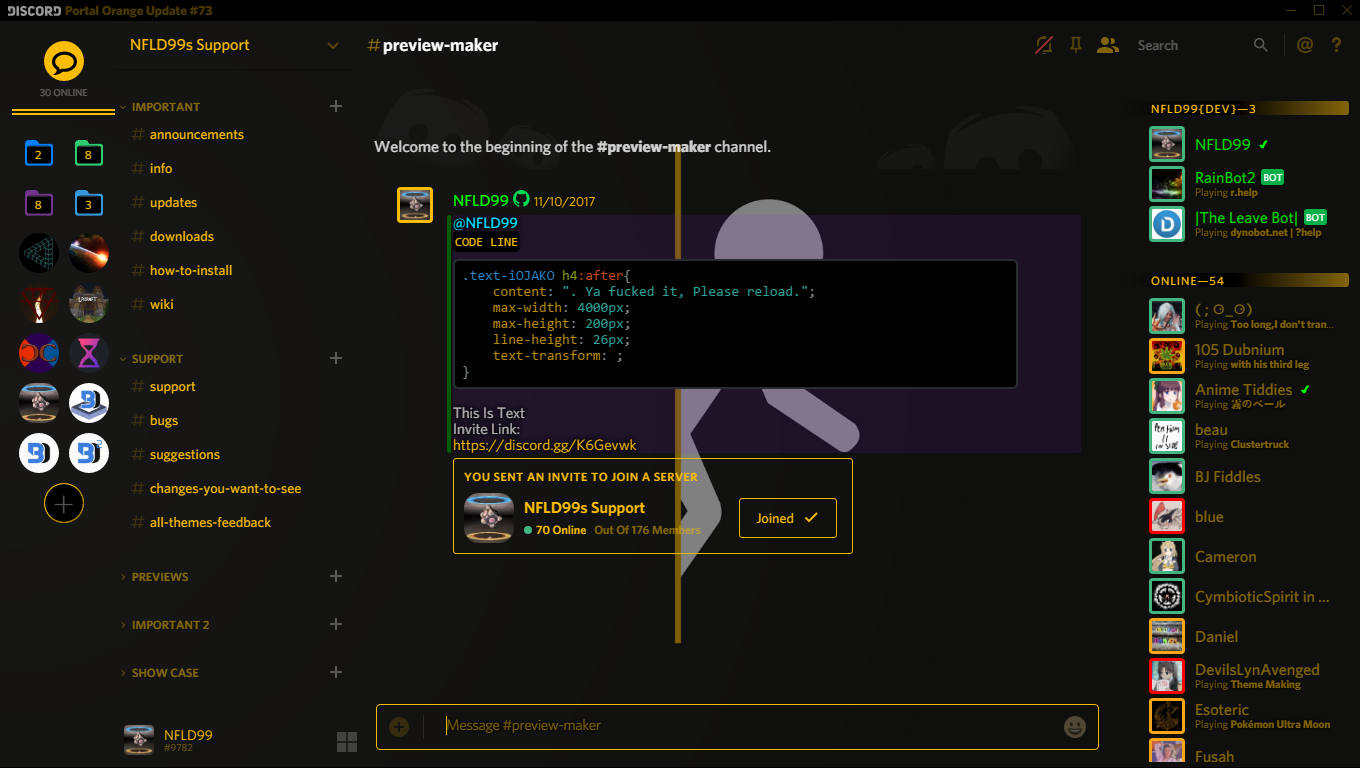 DISCORD Portal Orange Update #73
30 ONLINE
2
8
8
3
NFLD99s Support
IMPORTANT
# announcements
# info
# updates
# downloads
# how-to-install
# wiki
SUPPORT
# support
# bugs
# suggestions
# changes-you-want-to-see
# all-themes-feedback
PREVIEWS
IMPORTANT 2
SHOW CASE
NFLD99
#9782
#preview-maker
Search
@ ?
Welcome to the beginning of the #preview-maker channel.
NFLD99 11/10/2017
@NFLD99
CODE LINE
.text-iOJAKO h4:after{
content: ". Ya fucked it, Please reload.";
max-width: 4000px;
max-height: 200px;
line-height: 26px;
text-transform: ;
}
This Is Text
Invite Link:
https://discord.gg/K6Gevwk
YOU SENT AN INVITE TO JOIN A SERVER
NFLD99s Support
70 Online Out Of 176 Members
Joined
Message #preview-maker
NFLD99{DEV}—3
NFLD99
RainBot2 BOT
Playing r.help
|The Leave Bot| BOT
Playing dynobot.net | ?help
ONLINE—54
( ; ʘ_ʘ)
Playing Too long,I don't tran...
105 Dubnium
Playing with his third leg
Anime Tiddies
beau
Playing Clustertruck
BJ Fiddles
blue
Cameron
CymbioticSpirit in ...
Daniel
DevilsLynAvenged
Playing Theme Making
Esoteric
Playing Pokémon Ultra Moon
Fusah